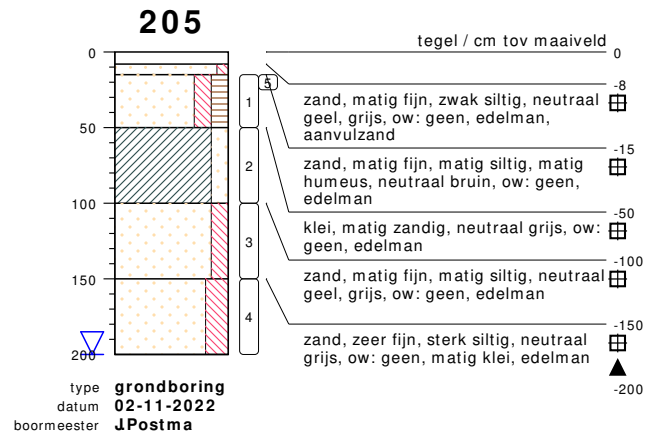 205
tegel / cm tov maaiveld
0
0
-8
5
zand, matig fijn, zwak siltig, neutraal
geel, grijs, ow: geen, edelman,
aanvulzand
1
50
-15
zand, matig fijn, matig siltig, matig
humeus, neutraal bruin, ow: geen,
edelman
2
100
-50
klei, matig zandig, neutraal grijs, ow:
geen, edelman
3
-100
zand, matig fijn, matig siltig, neutraal
geel, grijs, ow: geen, edelman
150
4
-150
zand, zeer fijn, sterk siltig, neutraal
grijs, ow: geen, matig klei, edelman
200
-200
type grondboring
datum 02-11-2022
boormeester J.Postma